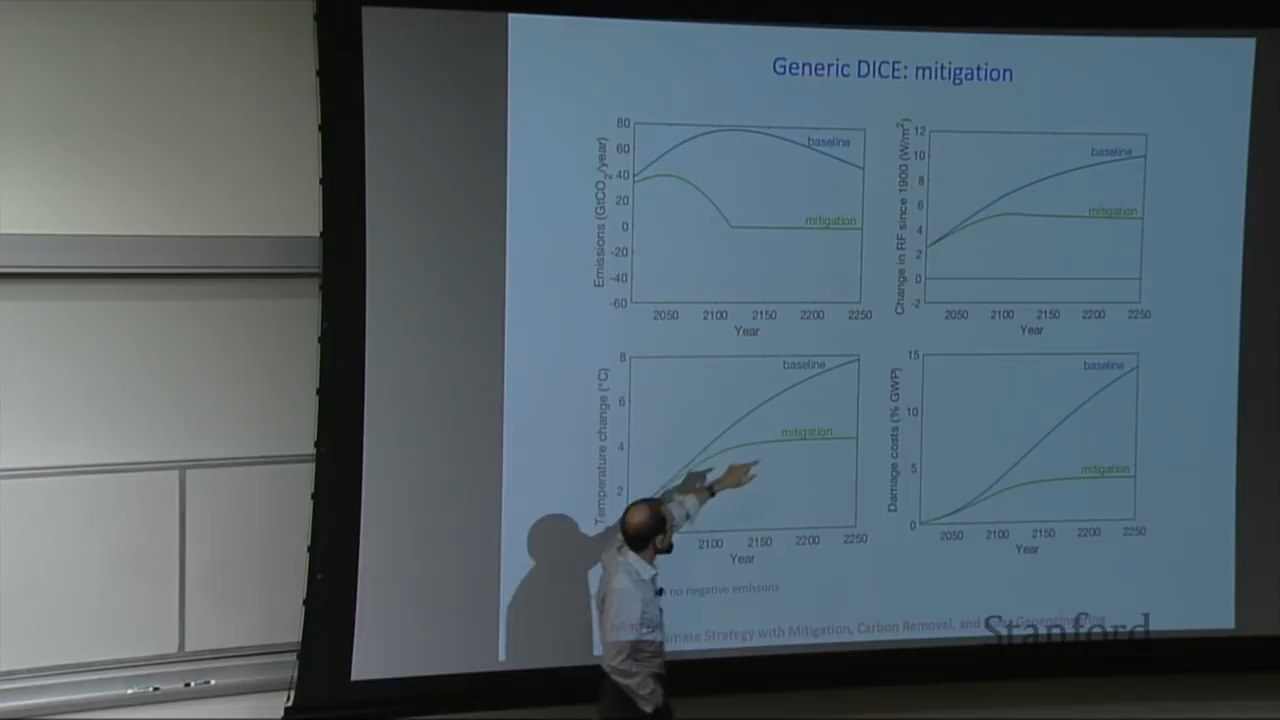 Generic DICE: mitigation
80
60
40
20
0
-20
-40
-60
Emissions (GtCO2/year)
baseline
mitigation
2050 2100 2150 2200 2250
Year
12
10
8
6
4
2
0
-2
Change in RF since 1900 (W/m2)
baseline
mitigation
2050 2100 2150 2200 2250
Year
8
6
4
2
Temperature change (°C)
baseline
mitigation
2100 2150 2200 2250
Year
15
10
5
0
Damage costs (% GWP)
baseline
mitigation
2050 2100 2150 2200 2250
Year
no negative emissons
Strategy with Mitigation, Carbon Removal, and
Stanford